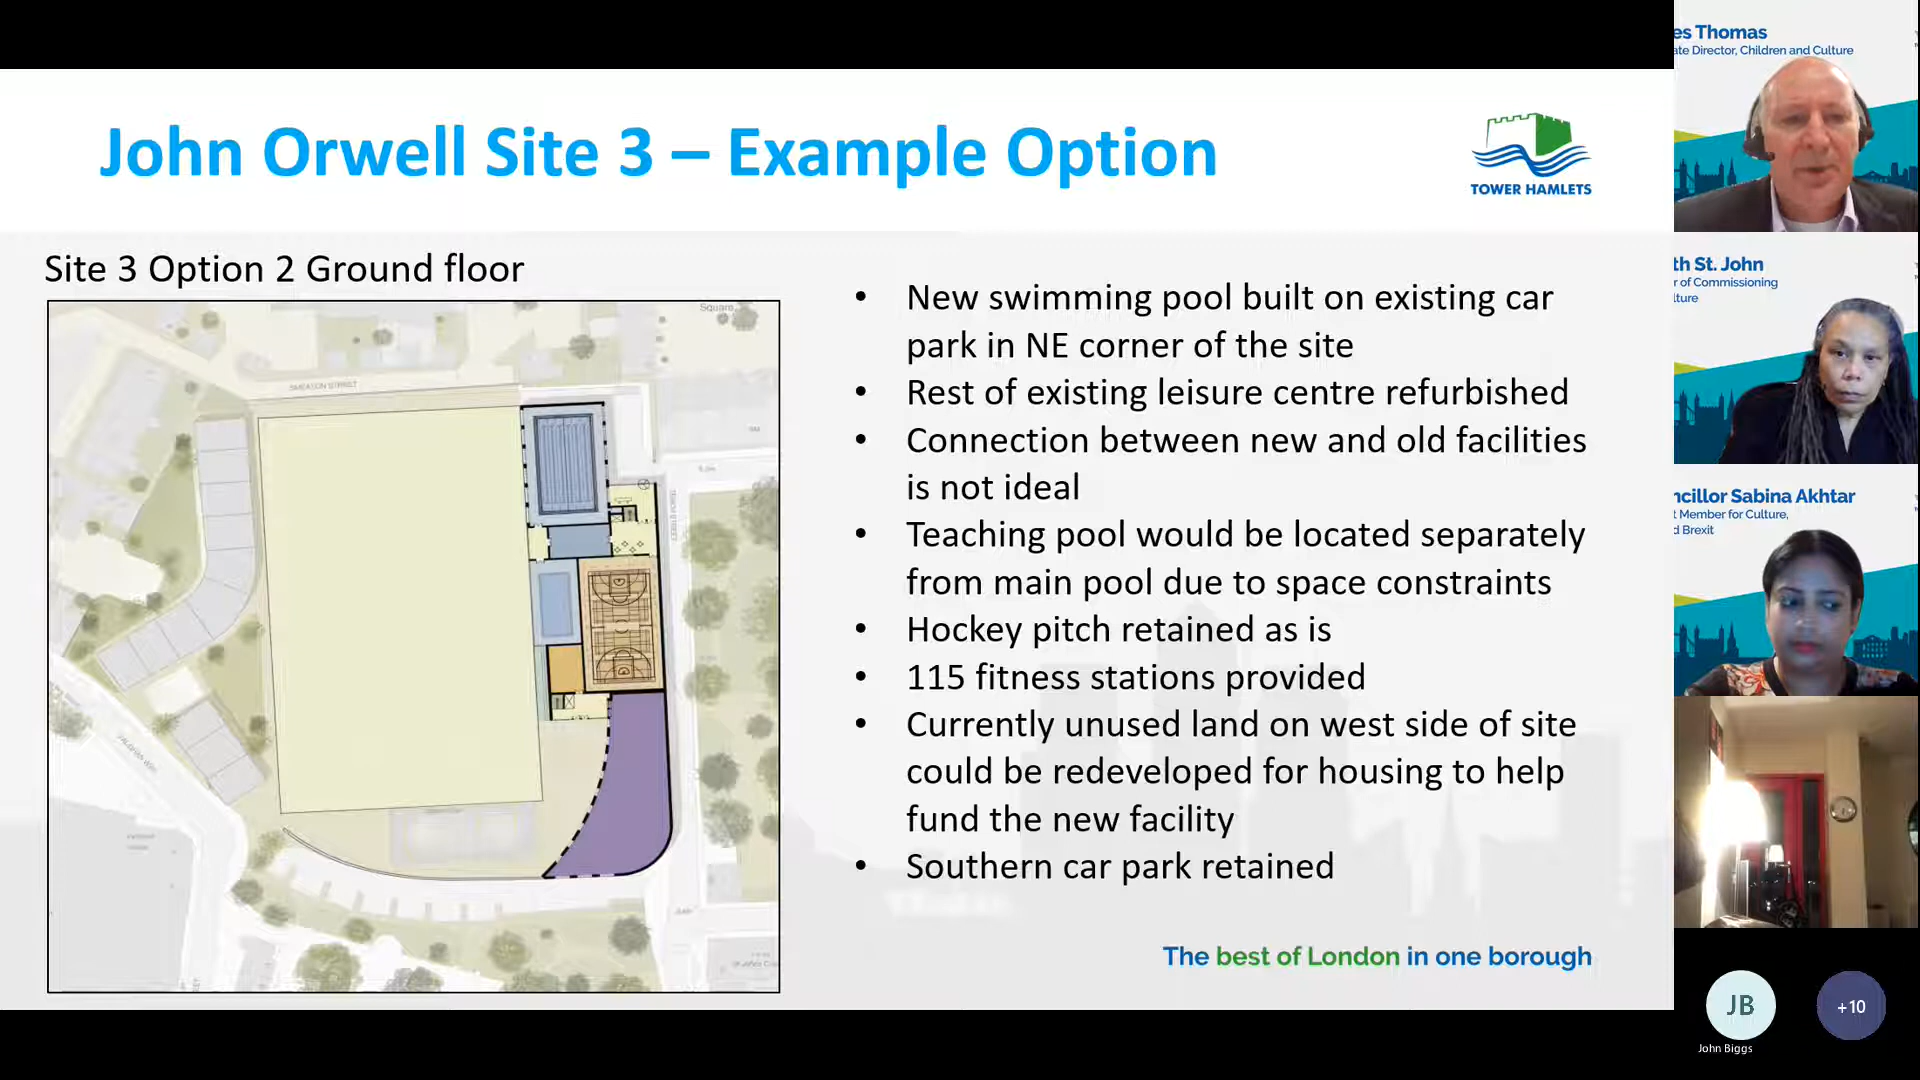 John Orwell Site 3 – Example Option
TOWER HAMLETS
Site 3 Option 2 Ground floor
Square
SMEATON STREET
• New swimming pool built on existing car
park in NE corner of the site
• Rest of existing leisure centre refurbished
• Connection between new and old facilities
is not ideal
• Teaching pool would be located separately
from main pool due to space constraints
• Hockey pitch retained as is
• 115 fitness stations provided
• Currently unused land on west side of site
could be redeveloped for housing to help
fund the new facility
• Southern car park retained
The best of London in one borough
es Thomas
ate Director, Children and Culture
th St. John
r of Commissioning
lture
ncillor Sabina Akhtar
t Member for Culture,
d Brexit
JB
John Biggs
+10